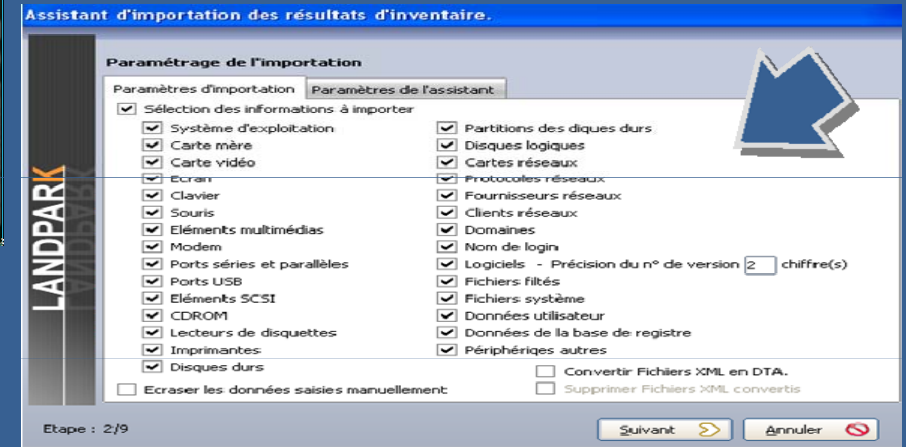 Assistant d'importation des résultats d'inventaire.
Paramétrage de l'importation
Paramètres d'importation
Paramètres de l'assistant
Sélection des informations à importer
Système d'exploitation
Carte mère
Carte vidéo
Ecran
Clavier
Souris
Eléments multimédias
Modem
Ports séries et parallèles
Ports USB
Eléments SCSI
CDROM
Lecteurs de disquettes
Imprimantes
Disques durs
Partitions des diques durs
Disques logiques
Cartes réseaux
Protocoles réseaux
Fournisseurs réseaux
Clients réseaux
Domaines
Nom de login
Logiciels - Précision du n° de version 2 chiffre(s)
Fichiers filtés
Fichiers système
Données utilisateur
Données de la base de registre
Périphériqes autres
Convertir Fichiers XML en DTA.
Supprimer Fichiers XML convertis
Ecraser les données saisies manuellement
LANDPARK
Etape : 2/9
Suivant
Annuler